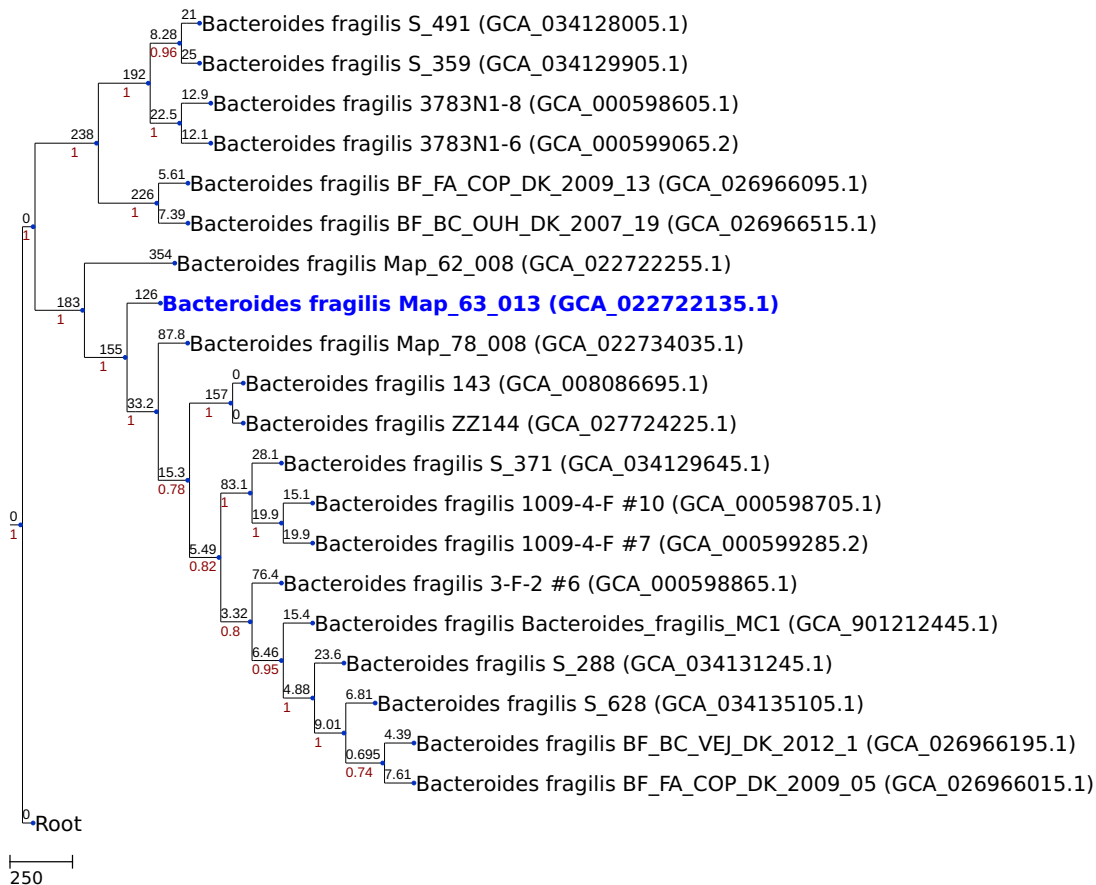 21
Bacteroides fragilis S_491 (GCA_034128005.1)
8.28
0.96
25
Bacteroides fragilis S_359 (GCA_034129905.1)
192
1
12.9
Bacteroides fragilis 3783N1-8 (GCA_000598605.1)
22.5
1
12.1
Bacteroides fragilis 3783N1-6 (GCA_000599065.2)
238
1
5.61
Bacteroides fragilis BF_FA_COP_DK_2009_13 (GCA_026966095.1)
226
1
7.39
Bacteroides fragilis BF_BC_OUH_DK_2007_19 (GCA_026966515.1)
0
1
354
Bacteroides fragilis Map_62_008 (GCA_022722255.1)
183
1
126
Bacteroides fragilis Map_63_013 (GCA_022722135.1)
155
1
87.8
Bacteroides fragilis Map_78_008 (GCA_022734035.1)
33.2
1
0
Bacteroides fragilis 143 (GCA_008086695.1)
157
1
0
Bacteroides fragilis ZZ144 (GCA_027724225.1)
15.3
0.78
28.1
Bacteroides fragilis S_371 (GCA_034129645.1)
83.1
1
15.1
Bacteroides fragilis 1009-4-F #10 (GCA_000598705.1)
19.9
1
19.9
Bacteroides fragilis 1009-4-F #7 (GCA_000599285.2)
0
1
5.49
0.82
76.4
Bacteroides fragilis 3-F-2 #6 (GCA_000598865.1)
3.32
0.8
15.4
Bacteroides fragilis Bacteroides_fragilis_MC1 (GCA_901212445.1)
6.46
0.95
23.6
Bacteroides fragilis S_288 (GCA_034131245.1)
4.88
1
6.81
Bacteroides fragilis S_628 (GCA_034135105.1)
9.01
1
4.39
Bacteroides fragilis BF_BC_VEJ_DK_2012_1 (GCA_026966195.1)
0.695
0.74
7.61
Bacteroides fragilis BF_FA_COP_DK_2009_05 (GCA_026966015.1)
0
Root
250